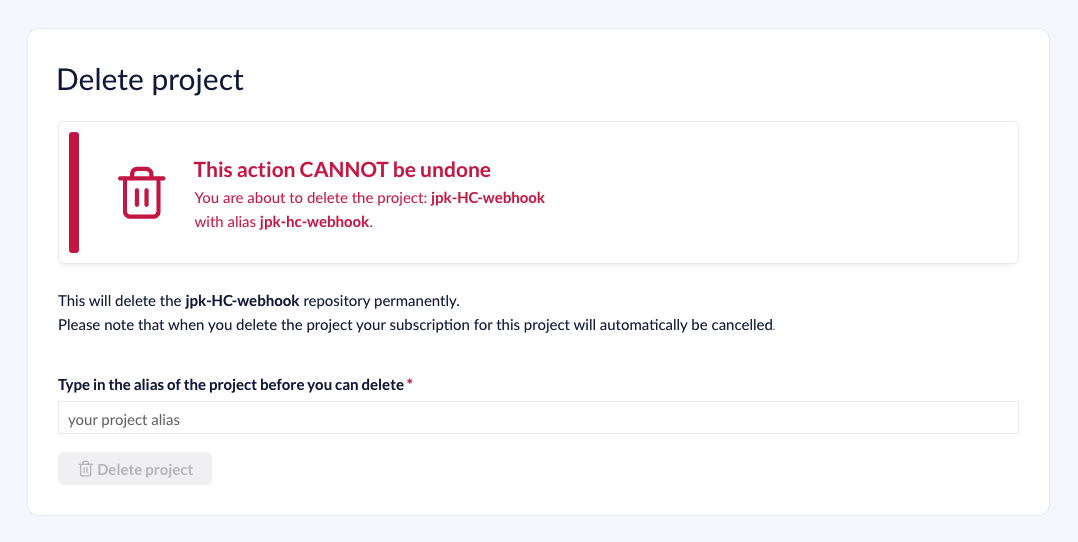 Delete project
This action CANNOT be undone
You are about to delete the project: jpk-HC-webhook
with alias jpk-hc-webhook.
This will delete the jpk-HC-webhook repository permanently.
Please note that when you delete the project your subscription for this project will automatically be cancelled.
Type in the alias of the project before you can delete *
your project alias
Delete project